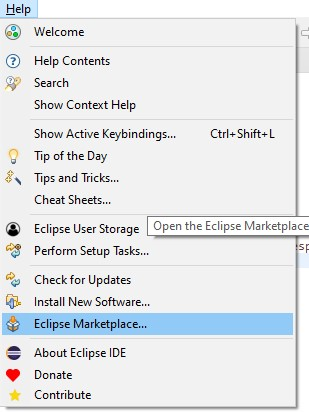 Help
Welcome
Help Contents
Search
Show Context Help
Show Active Keybindings... Ctrl+Shift+L
Tip of the Day
Tips and Tricks...
Cheat Sheets...
Eclipse User Storage
Open the Eclipse Marketplace
Perform Setup Tasks...
esp
Check for Updates
Install New Software...
Eclipse Marketplace...
About Eclipse IDE
Donate
Contribute